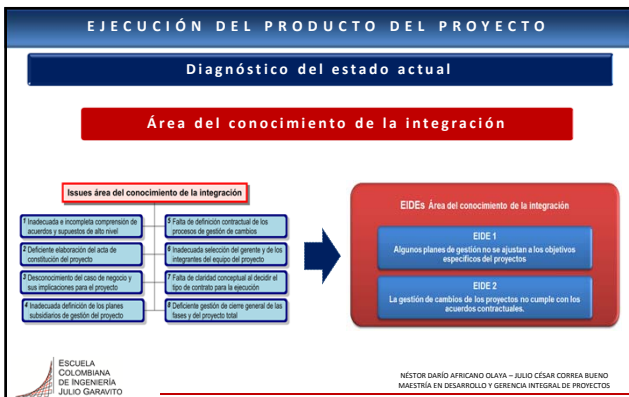 EJECUCIÓN DEL PRODUCTO DEL PROYECTO
Diagnóstico del estado actual
Área del conocimiento de la integración
Issues área del conocimiento de la integración
1 Inadecuada e incompleta comprensión de
acuerdos y supuestos de alto nivel
2 Deficiente elaboración del acta de
constitución del proyecto
3 Desconocimiento del caso de negocio y
sus implicaciones para el proyecto
4 Inadecuada definición de los planes
subsidiarios de gestión del proyecto
5 Falta de definición contractual de los
procesos de gestión de cambios
6 Inadecuada selección del gerente y de los
integrantes del equipo del proyecto
7 Falta de claridad conceptual al decidir el
tipo de contrato para la ejecución
8 Deficiente gestión de cierre general de las
fases y del proyecto total
EIDEs Área del conocimiento de la integración
EIDE 1
Algunos planes de gestión no se ajustan a los objetivos
específicos del proyectos
EIDE 2
La gestión de cambios de los proyectos no cumple con los
acuerdos contractuales.
ESCUELA
COLOMBIANA
DE INGENIERÍA
JULIO GARAVITO
NÉSTOR DARÍO AFRICANO OLAYA – JULIO CÉSAR CORREA BUENO
MAESTRÍA EN DESARROLLO Y GERENCIA INTEGRAL DE PROYECTOS